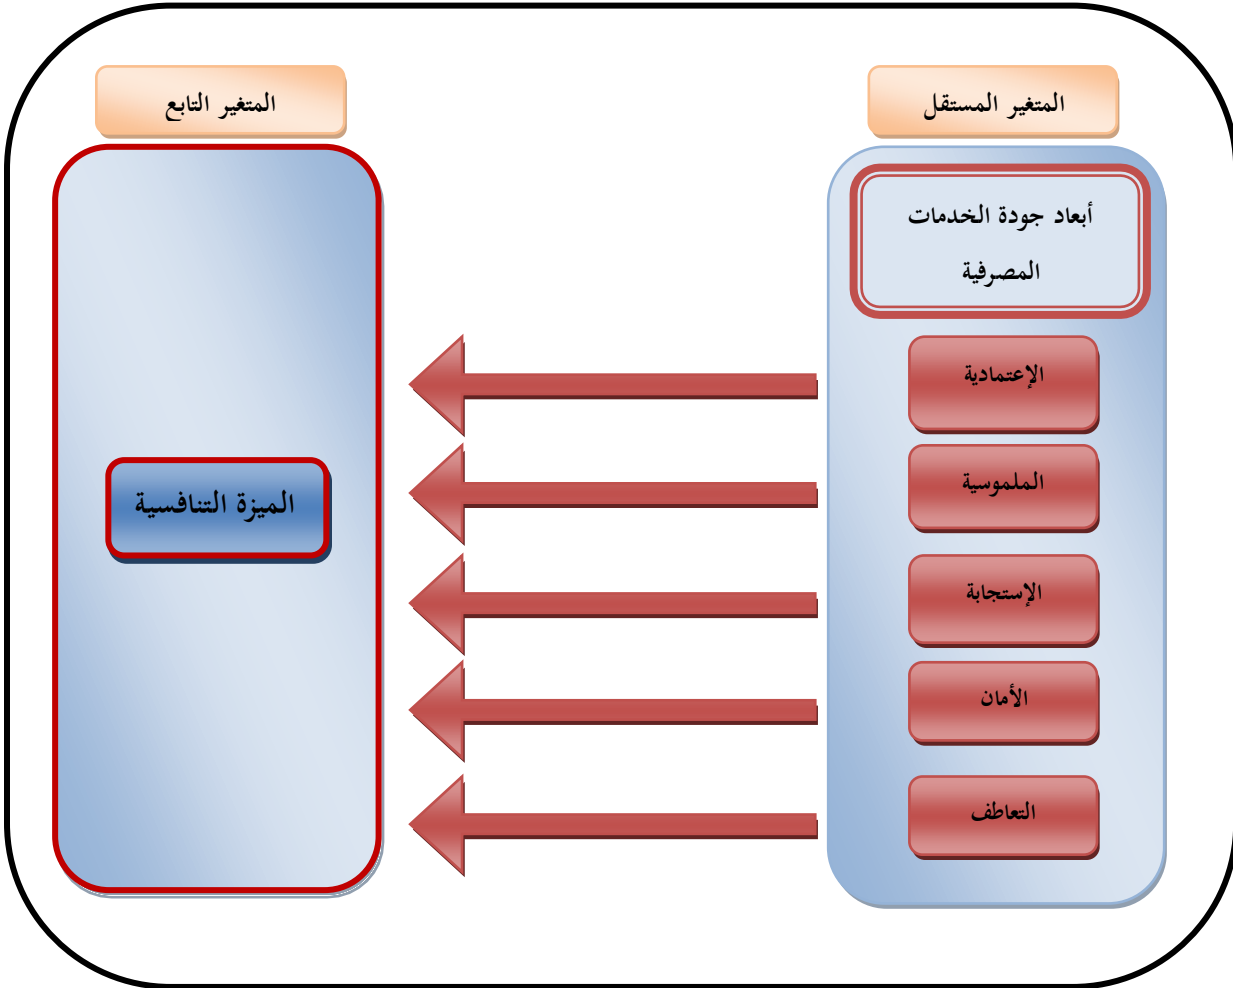 المتغير المستقل
المتغير التابع
أبعاد جودة الخدمات
المصرفية
الإعتمادية
الملموسية
الإستجابة
الأمان
التعاطف
الميزة التنافسية